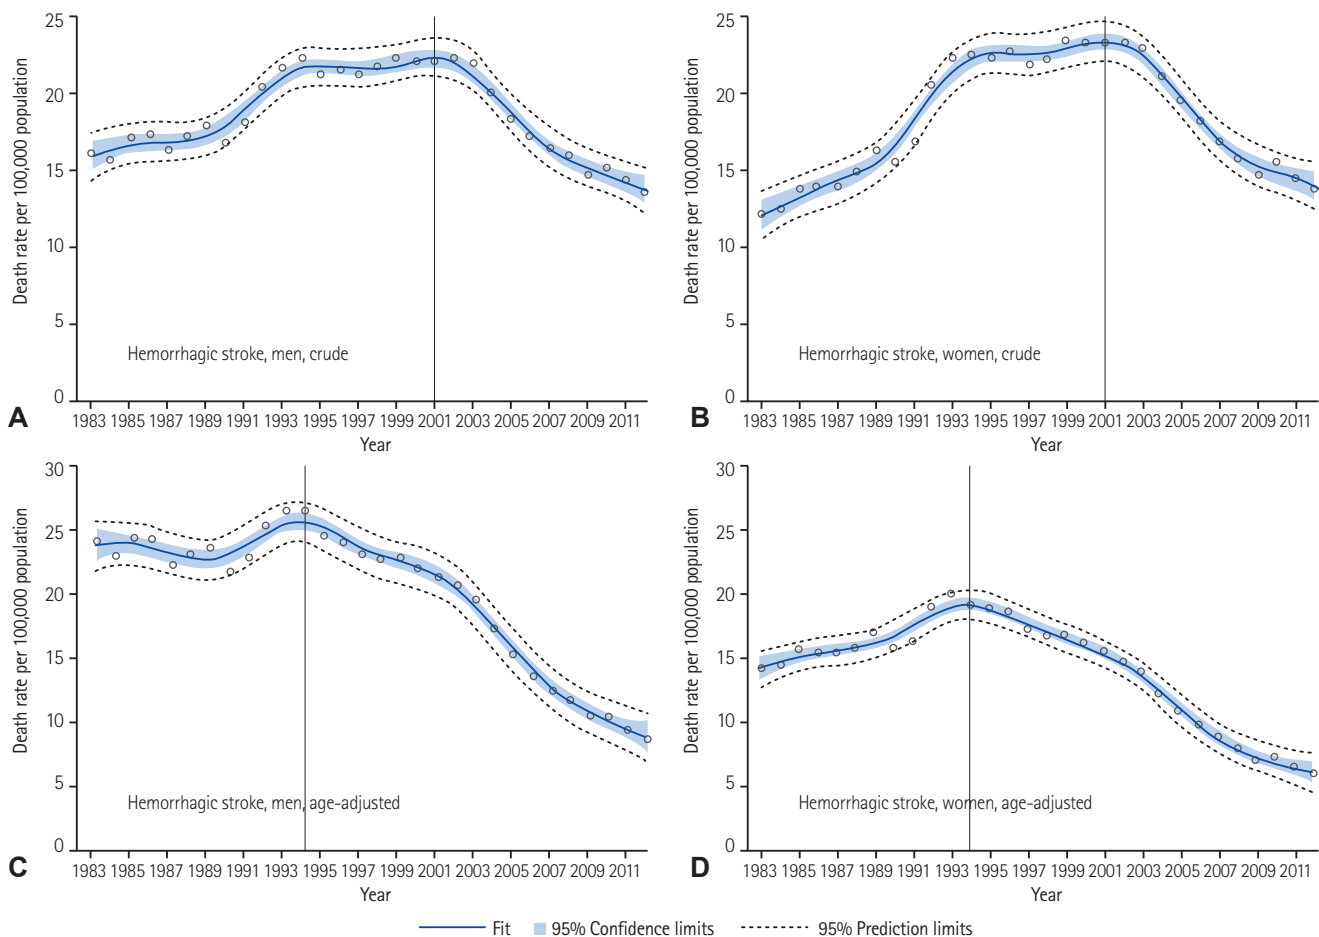 25
20
15
10
5
0
Death rate per 100,000 population
Hemorrhagic stroke, men, crude
1983 1985 1987 1989 1991 1993 1995 1997 1999 2001 2003 2005 2007 2009 2011
Year
A
25
20
15
10
5
0
Death rate per 100,000 population
Hemorrhagic stroke, women, crude
1983 1985 1987 1989 1991 1993 1995 1997 1999 2001 2003 2005 2007 2009 2011
Year
B
30
25
20
15
10
5
0
Death rate per 100,000 population
Hemorrhagic stroke, men, age-adjusted
1983 1985 1987 1989 1991 1993 1995 1997 1999 2001 2003 2005 2007 2009 2011
Year
C
30
25
20
15
10
5
0
Death rate per 100,000 population
Hemorrhagic stroke, women, age-adjusted
1983 1985 1987 1989 1991 1993 1995 1997 1999 2001 2003 2005 2007 2009 2011
Year
D
Fit 95% Confidence limits 95% Prediction limits